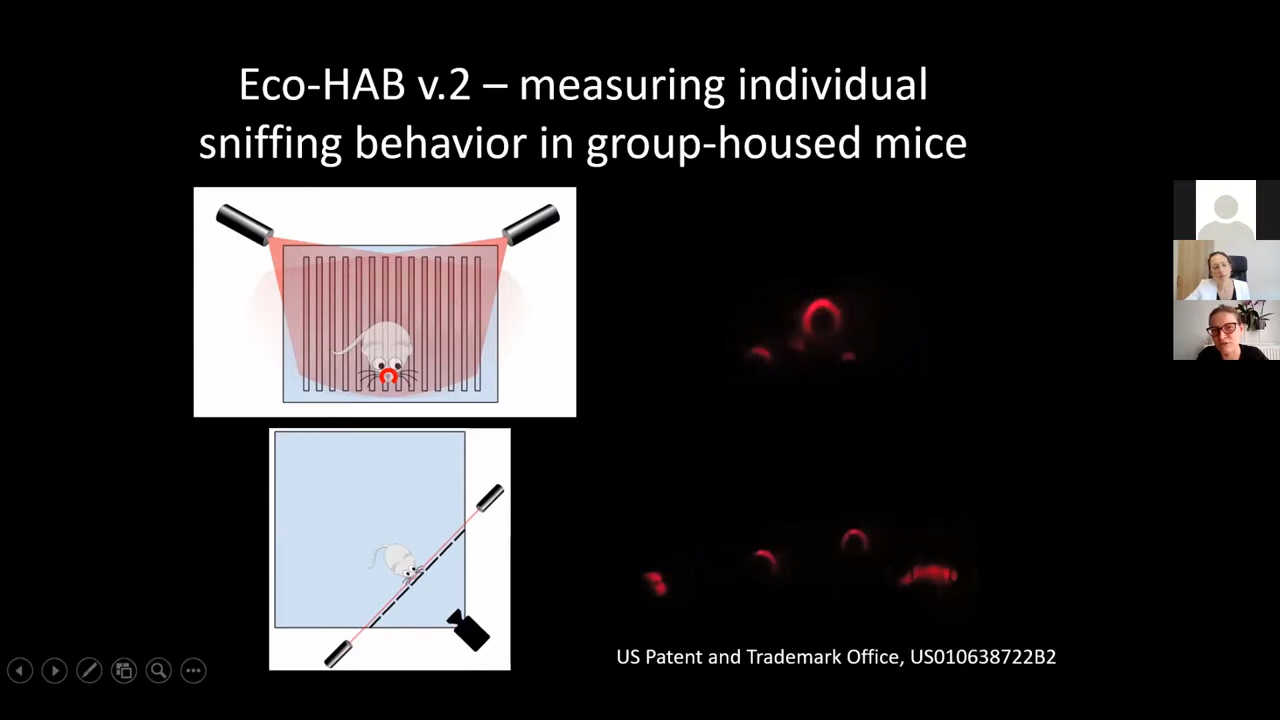 Eco-HAB v.2 – measuring individual
sniffing behavior in group-housed mice
US Patent and Trademark Office, US010638722B2